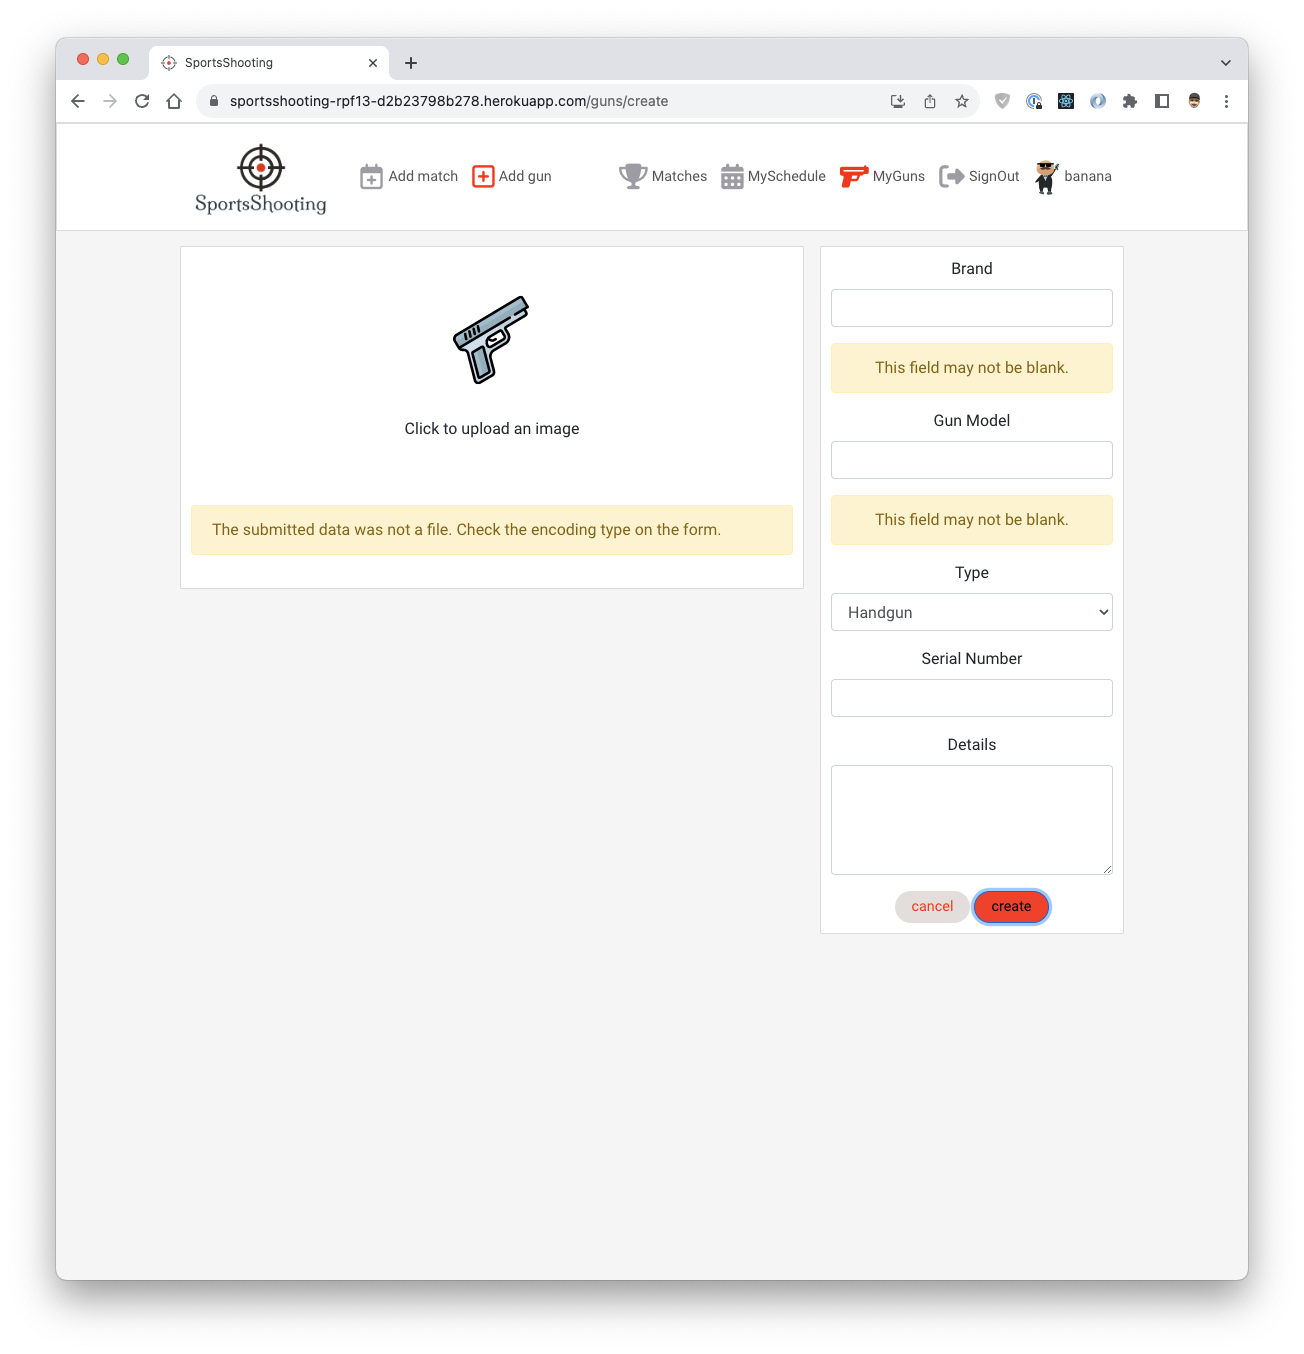 SportsShooting
sportsshooting-rpf13-d2b23798b278.herokuapp.com/guns/create
SportsShooting
Add match
Add gun
Matches
MySchedule
MyGuns
SignOut
banana
Click to upload an image
The submitted data was not a file. Check the encoding type on the form.
Brand
This field may not be blank.
Gun Model
This field may not be blank.
Type
Handgun
Serial Number
Details
cancel
create